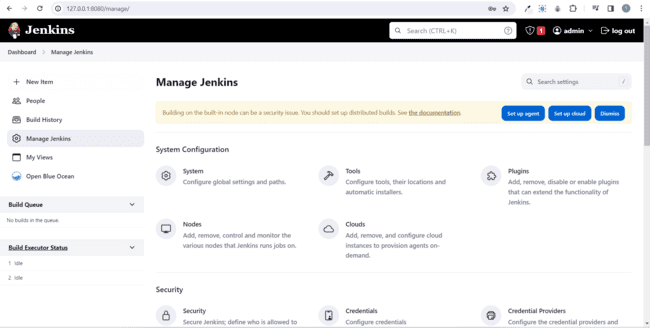 127.0.0.1:8080/manage/
Jenkins
Search (CTRL+K)
?
1
admin
log out
Dashboard > Manage Jenkins
New Item
People
Build History
Manage Jenkins
My Views
Open Blue Ocean
Build Queue
No builds in the queue.
Build Executor Status
1 Idle
2 Idle
Manage Jenkins
Search settings
/
Building on the built-in node can be a security issue. You should set up distributed builds. See the documentation.
Set up agent
Set up cloud
Dismiss
System Configuration
System
Configure global settings and paths.
Tools
Configure tools, their locations and
automatic installers.
Plugins
Add, remove, disable or enable plugins
that can extend the functionality of
Jenkins.
Nodes
Add, remove, control and monitor the
various nodes that Jenkins runs jobs on.
Clouds
Add, remove, and configure cloud
instances to provision agents on-
demand.
Security
Security
Secure Jenkins; define who is allowed to
Credentials
Configure credentials
Credential Providers
Configure the credential providers and